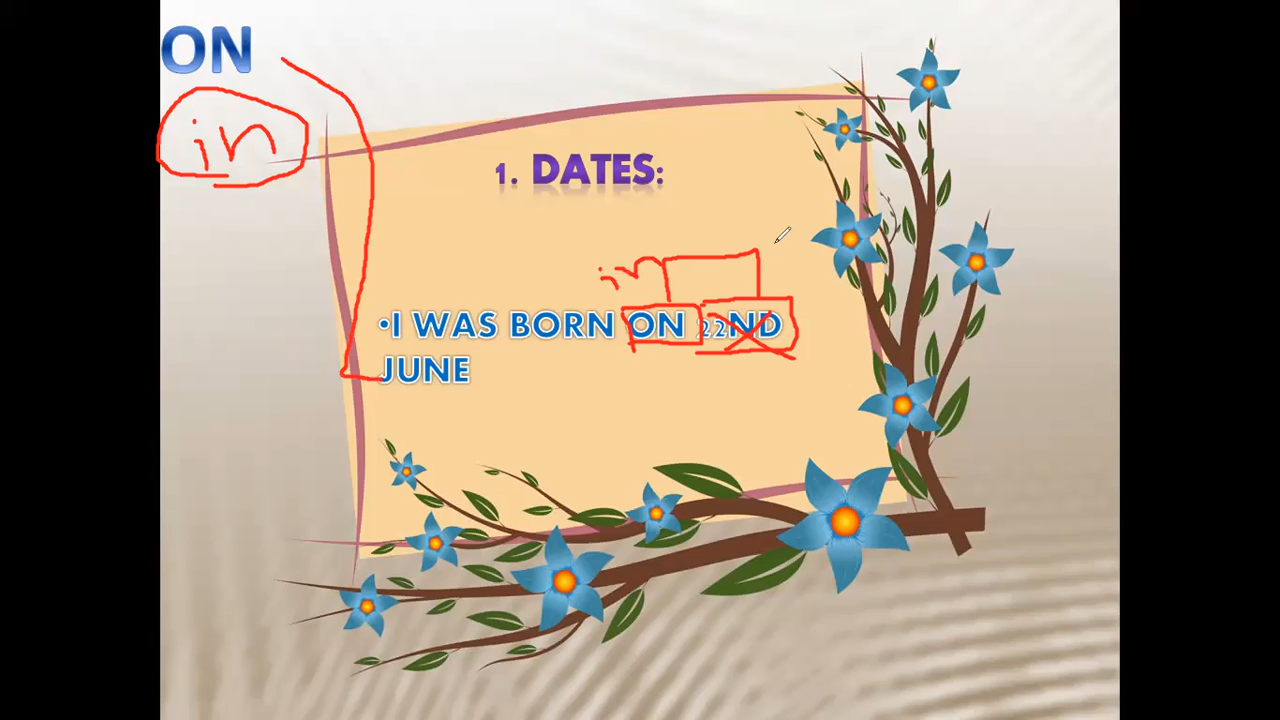 ON
in
1. DATES:
in
•I WAS BORN ON 22ND
JUNE